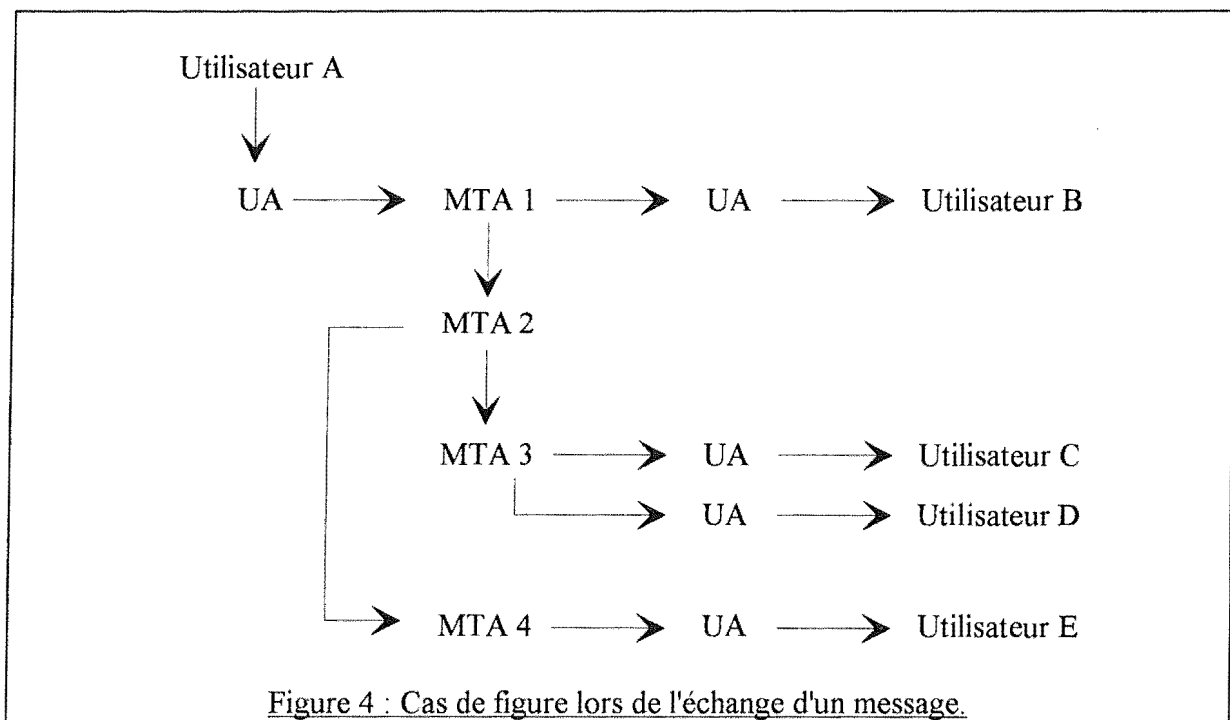 Utilisateur A
UA MTA 1 UA Utilisateur B
MTA 2
MTA 3 UA Utilisateur C
UA Utilisateur D
MTA 4 UA Utilisateur E
Figure 4 : Cas de figure lors de l'échange d'un message.